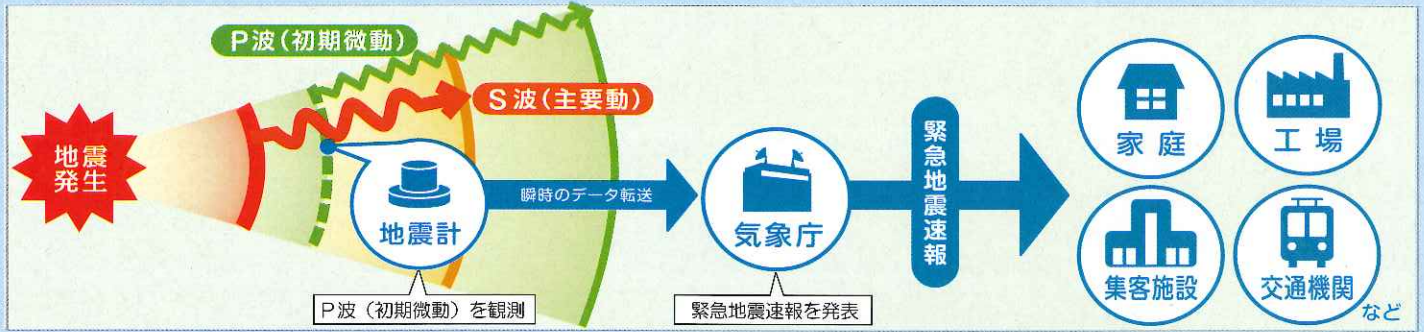 P波(初期微動)
S波(主要動)
地震
発生
地震計
P波（初期微動）を観測
瞬時のデータ転送
気象庁
緊急地震速報を発表
緊急地震速報
家庭
工場
集客施設
交通機関
など